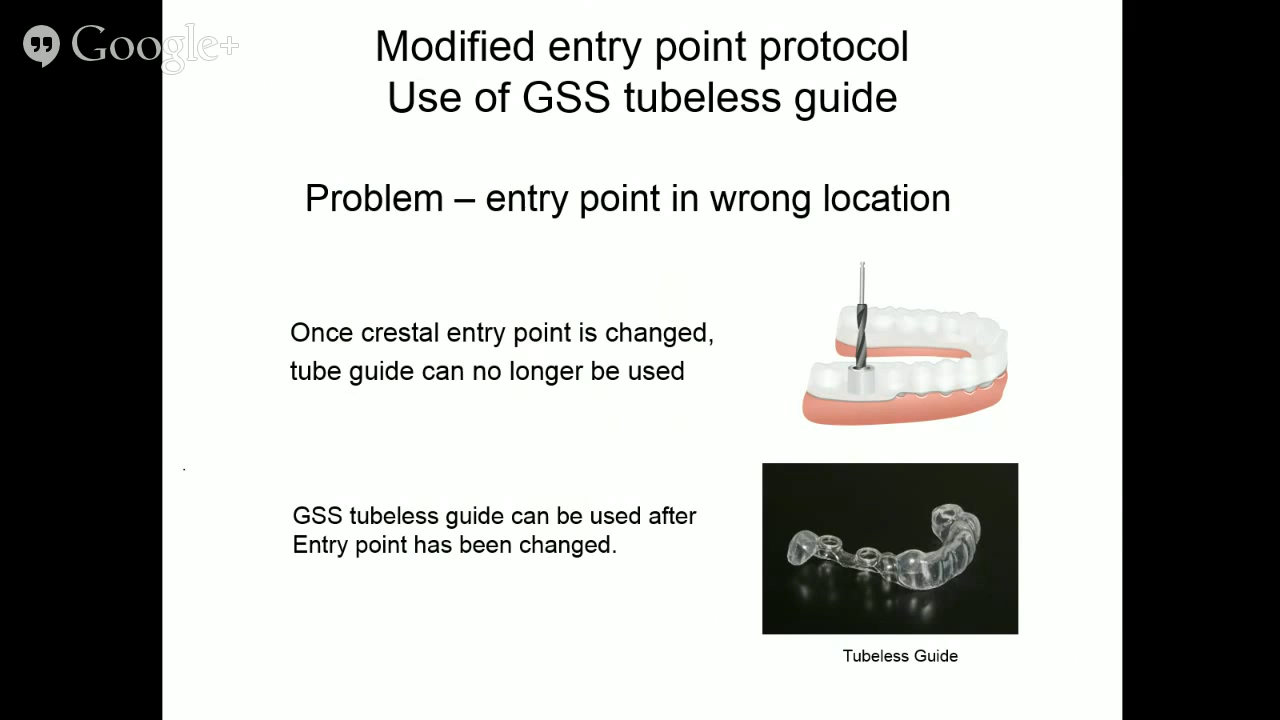 Google+
Modified entry point protocol
Use of GSS tubeless guide
Problem – entry point in wrong location
Once crestal entry point is changed,
tube guide can no longer be used
GSS tubeless guide can be used after
Entry point has been changed.
Tubeless Guide